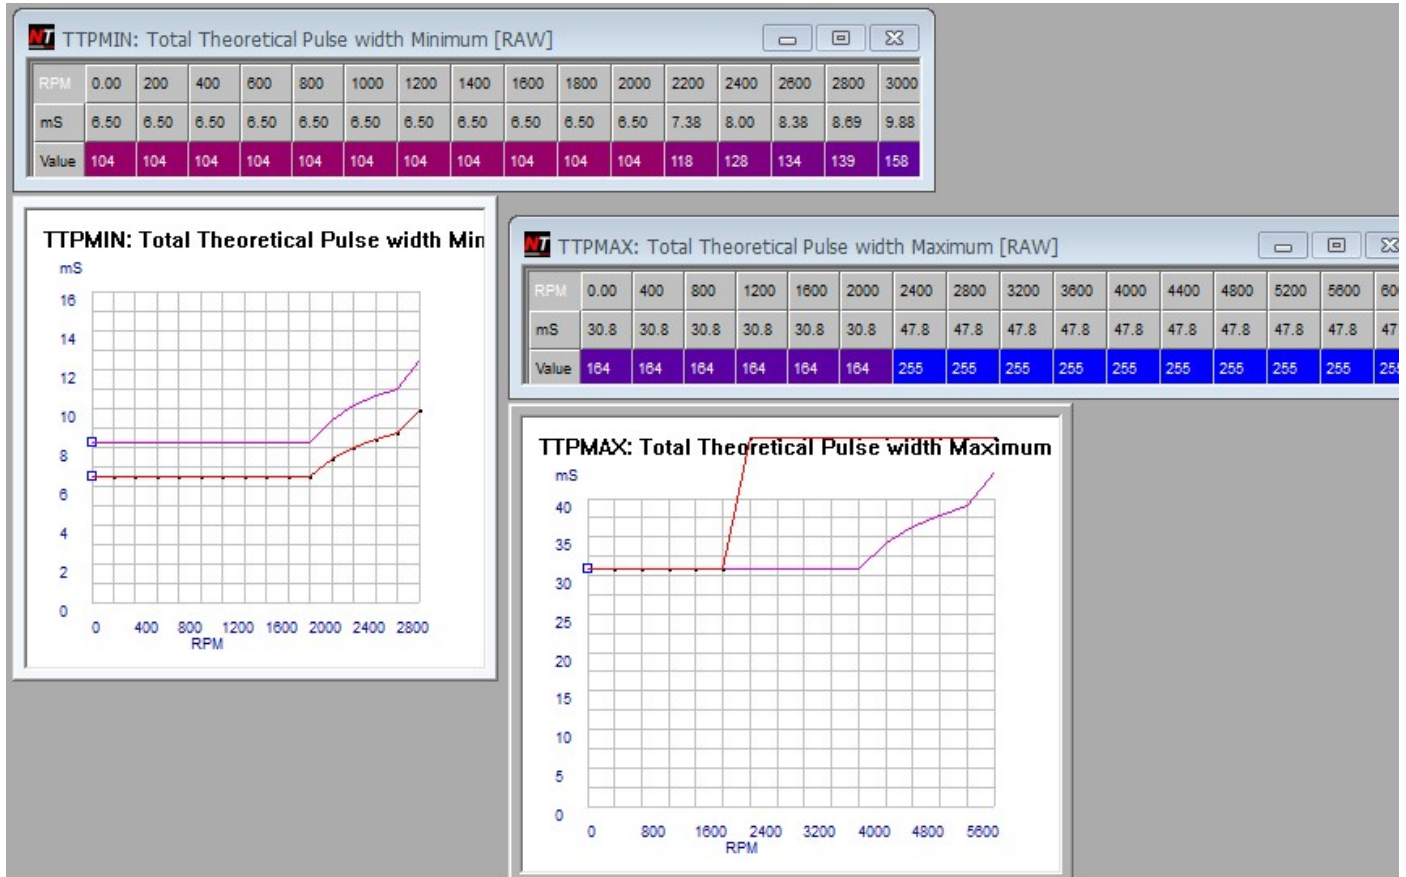 NT TTPMIN: Total Theoretical Pulse width Minimum [RAW]
RPM 0.00 200 400 600 800 1000 1200 1400 1600 1800 2000 2200 2400 2600 2800 3000
mS 6.50 6.50 6.50 6.50 6.50 6.50 6.50 6.50 6.50 6.50 6.50 7.38 8.00 8.38 8.69 9.88
Value 104 104 104 104 104 104 104 104 104 104 104 118 128 134 139 158
TTPMIN: Total Theoretical Pulse width Min
mS
16
14
12
10
8
6
4
2
0
0 400 800 1200 1600 2000 2400 2800
RPM
NT TTPMAX: Total Theoretical Pulse width Maximum [RAW]
RPM 0.00 400 800 1200 1600 2000 2400 2800 3200 3600 4000 4400 4800 5200 5600 60
mS 30.8 30.8 30.8 30.8 30.8 30.8 47.8 47.8 47.8 47.8 47.8 47.8 47.8 47.8 47.8 47
Value 164 164 164 164 164 164 255 255 255 255 255 255 255 255 255 255
TTPMAX: Total Theoretical Pulse width Maximum
mS
40
35
30
25
20
15
10
5
0
0 800 1600 2400 3200 4000 4800 5600
RPM